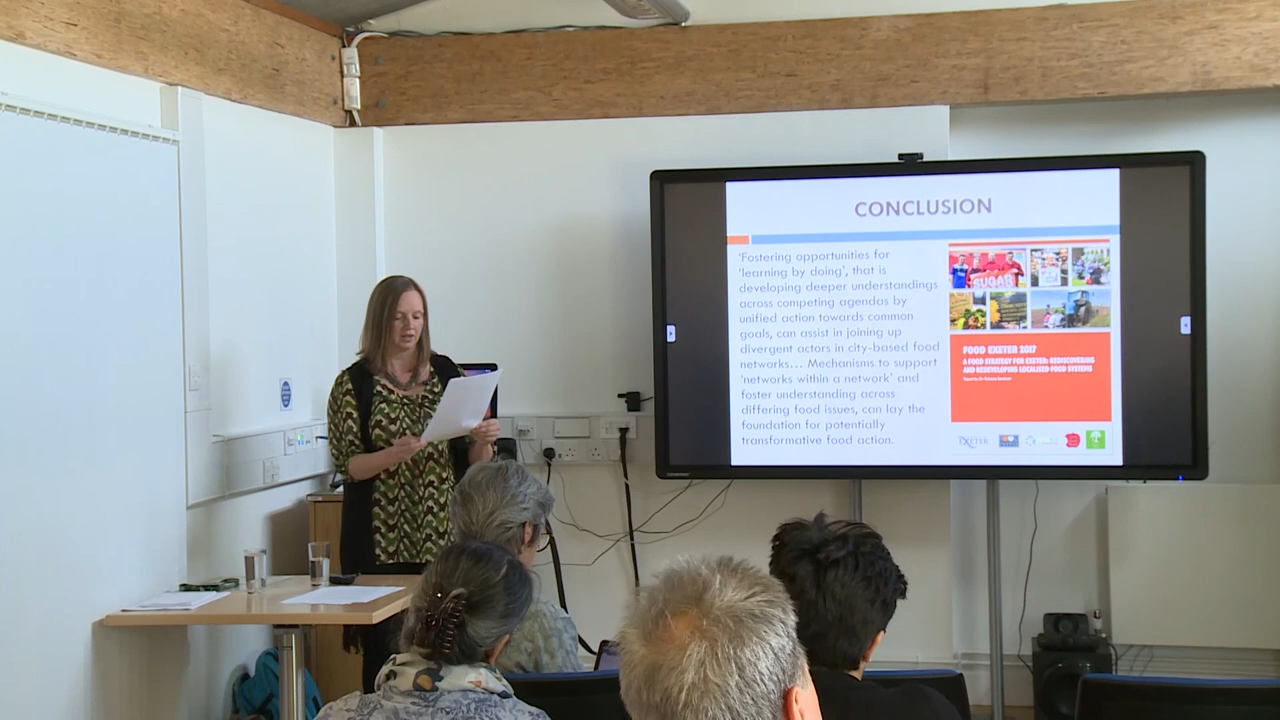 CONCLUSION
‘Fostering opportunities for
‘learning by doing’, that is
developing deeper understandings
across competing agendas by
unified action towards common
goals, can assist in joining up
divergent actors in city-based food
networks… Mechanisms to support
‘networks within a network’ and
foster understanding across
differing food issues, can lay the
foundation for potentially
transformative food action.
SUGAR
FOOD EXETER 2017
A FOOD STRATEGY FOR EXETER: REDISCOVERING
AND REDEVELOPING LOCALISED FOOD SYSTEMS
EXETER